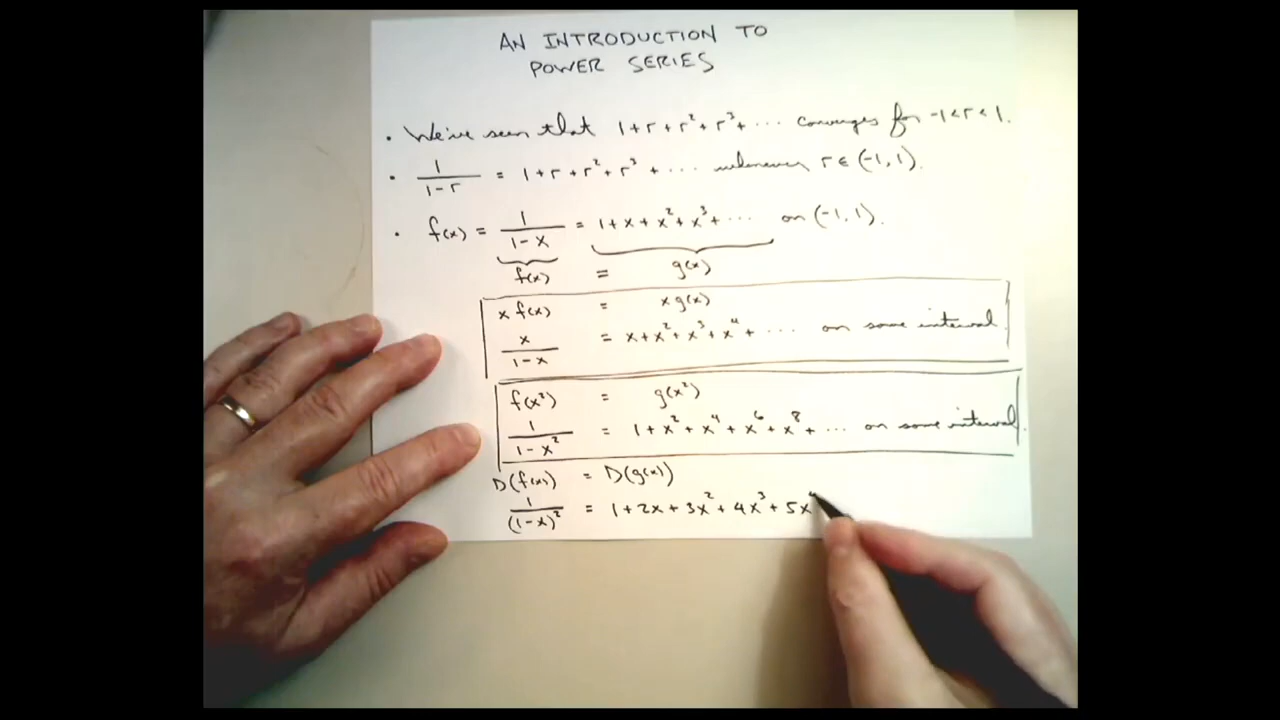 AN INTRODUCTION TO
POWER SERIES
• We've seen that 1+r+r²+r³+ ··· converges for -1<r<1.
• 1/(1-r) = 1+r+r²+r³+ ··· whenever r∈(-1,1).
• f(x) = 1/(1-x) = 1+x+x²+x³+ ··· on (-1,1).
f(x) = g(x)
x f(x) = x g(x)
x/(1-x) = x+x²+x³+x⁴+ ··· on some interval.
f(x²) = g(x²)
1/(1-x²) = 1+x²+x⁴+x⁶+x⁸+ ··· on some interval.
D(f(x)) = D(g(x))
1/(1-x)² = 1+2x+3x²+4x³+5x⁴